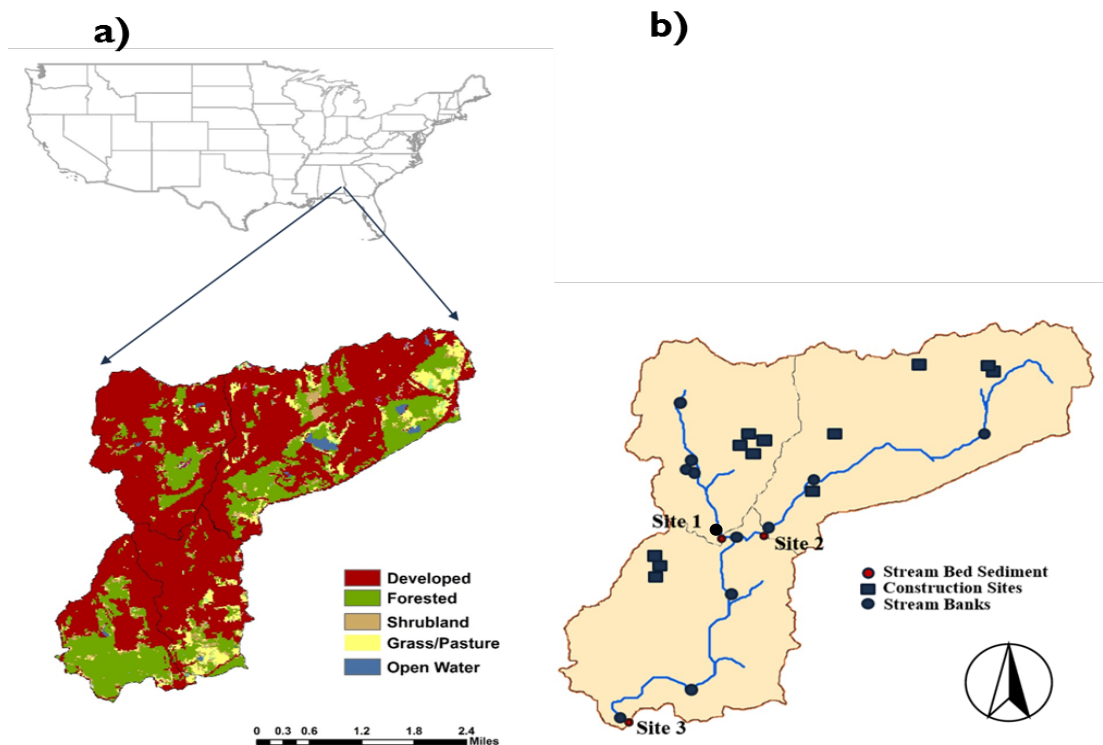 a)
b)
Developed
Forested
Shrubland
Grass/Pasture
Open Water
0 0.3 0.6 1.2 1.8 2.4
Miles
Site 1
Site 2
Stream Bed Sediment
Construction Sites
Stream Banks
Site 3